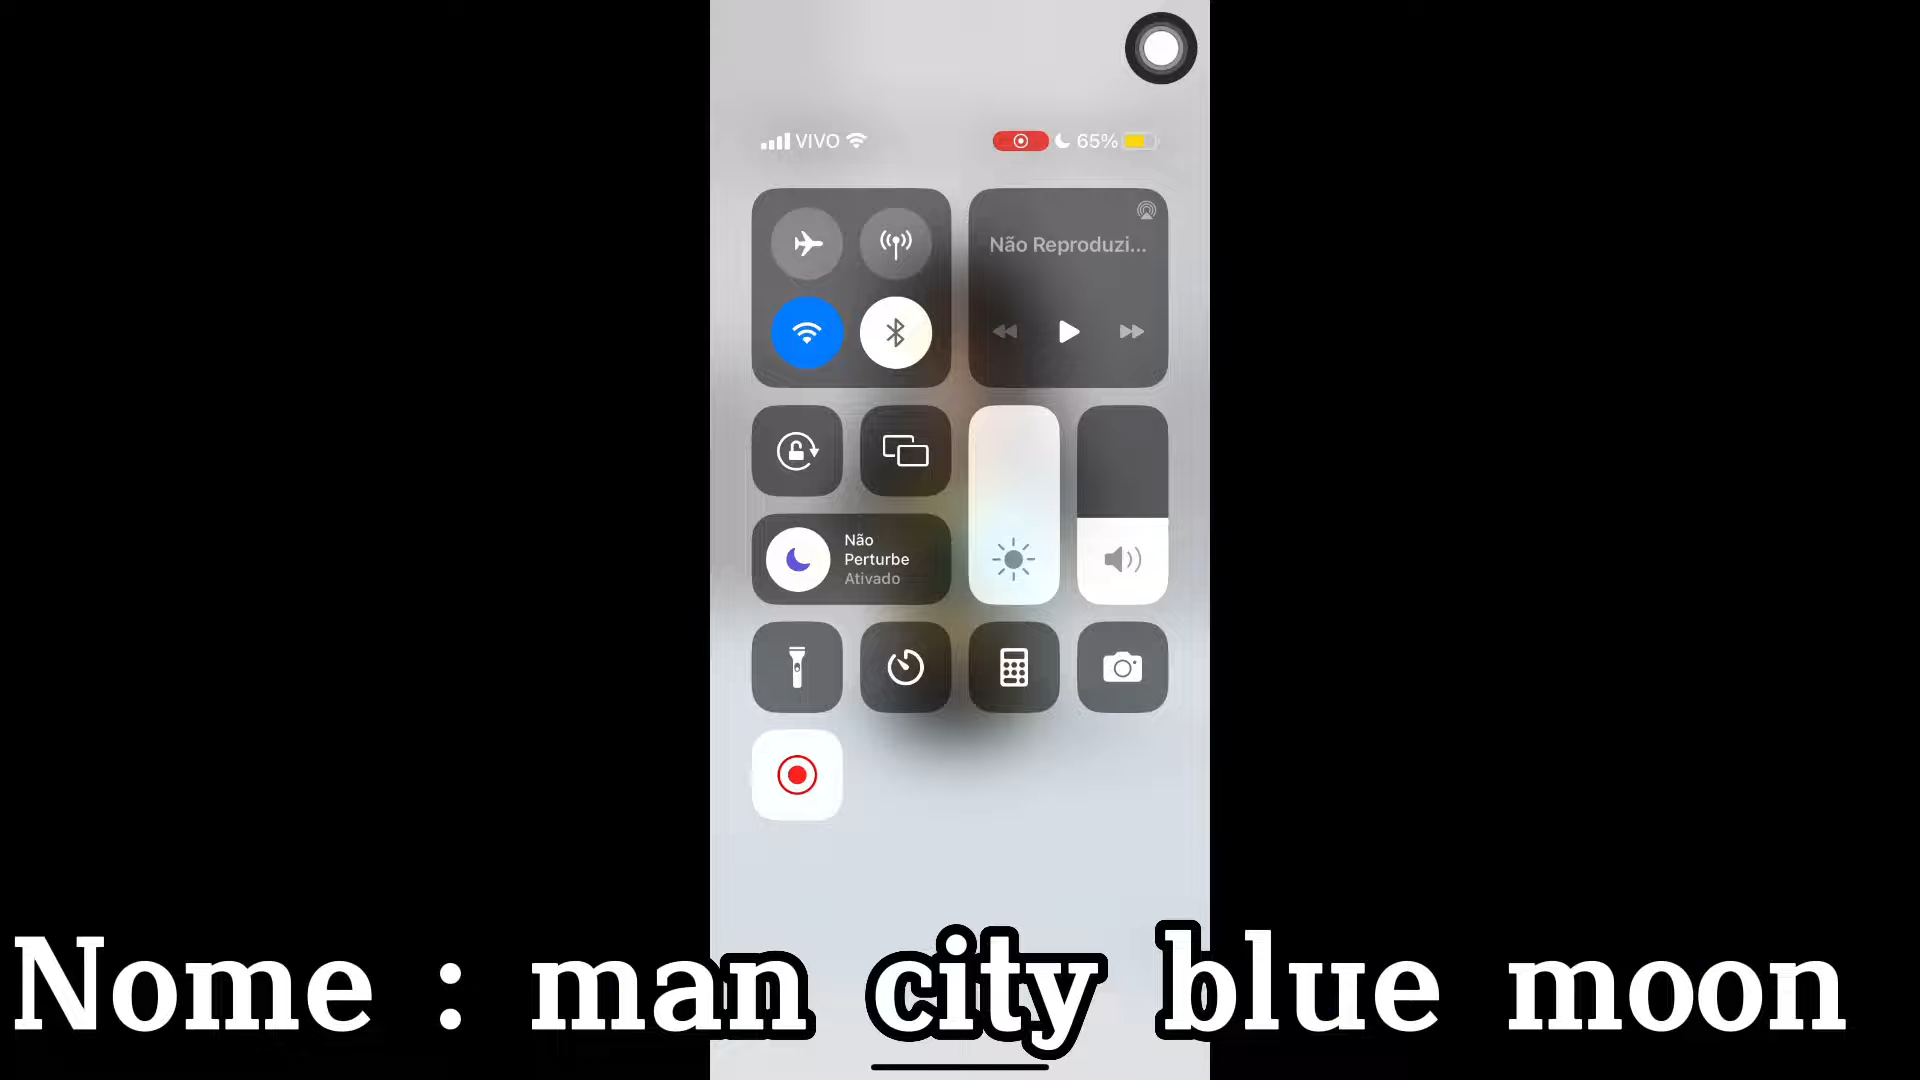 VIVO 65%
Não Reproduzi...
Não
Perturbe
Ativado
Nome : man city blue moon